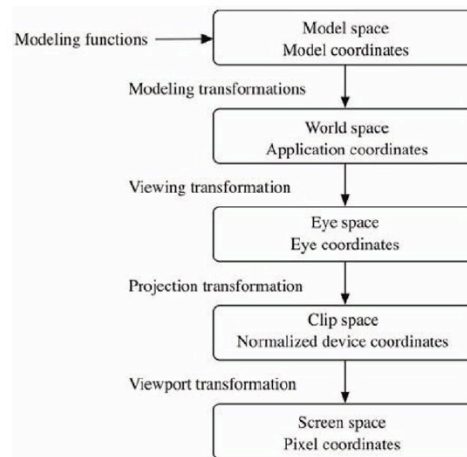 Modeling functions
Model space
Model coordinates
Modeling transformations
World space
Application coordinates
Viewing transformation
Eye space
Eye coordinates
Projection transformation
Clip space
Normalized device coordinates
Viewport transformation
Screen space
Pixel coordinates